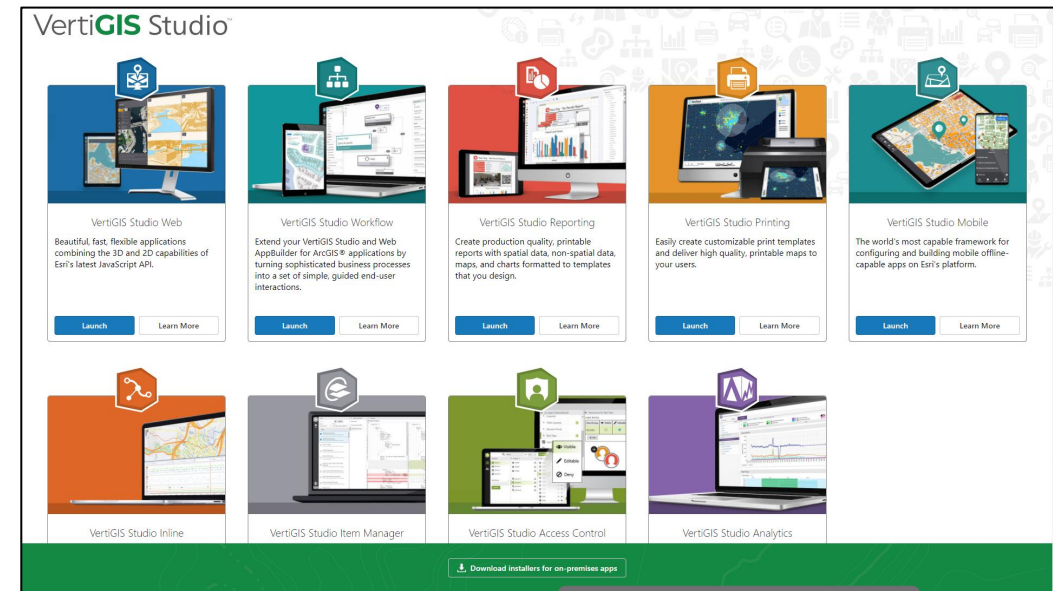 VertiGIS Studio™
VertiGIS Studio Web
Beautiful, fast, flexible applications
combining the 3D and 2D capabilities of
Esri's latest JavaScript API.
Launch
Learn More
VertiGIS Studio Workflow
Extend your VertiGIS Studio and Web
AppBuilder for ArcGIS® applications by
turning sophisticated business processes
into a set of simple, guided end-user
interactions.
Launch
Learn More
VertiGIS Studio Reporting
Create production quality, printable
reports with spatial data, non-spatial data,
maps, and charts formatted to templates
that you design.
Launch
Learn More
VertiGIS Studio Printing
Easily create customizable print templates
and deliver high quality, printable maps to
your users.
Launch
Learn More
VertiGIS Studio Mobile
The world's most capable framework for
configuring and building mobile offline-
capable apps on Esri's platform.
Launch
Learn More
VertiGIS Studio Inline
VertiGIS Studio Item Manager
Visible
Editable
Deny
VertiGIS Studio Access Control
VertiGIS Studio Analytics
Download installers for on-premises apps